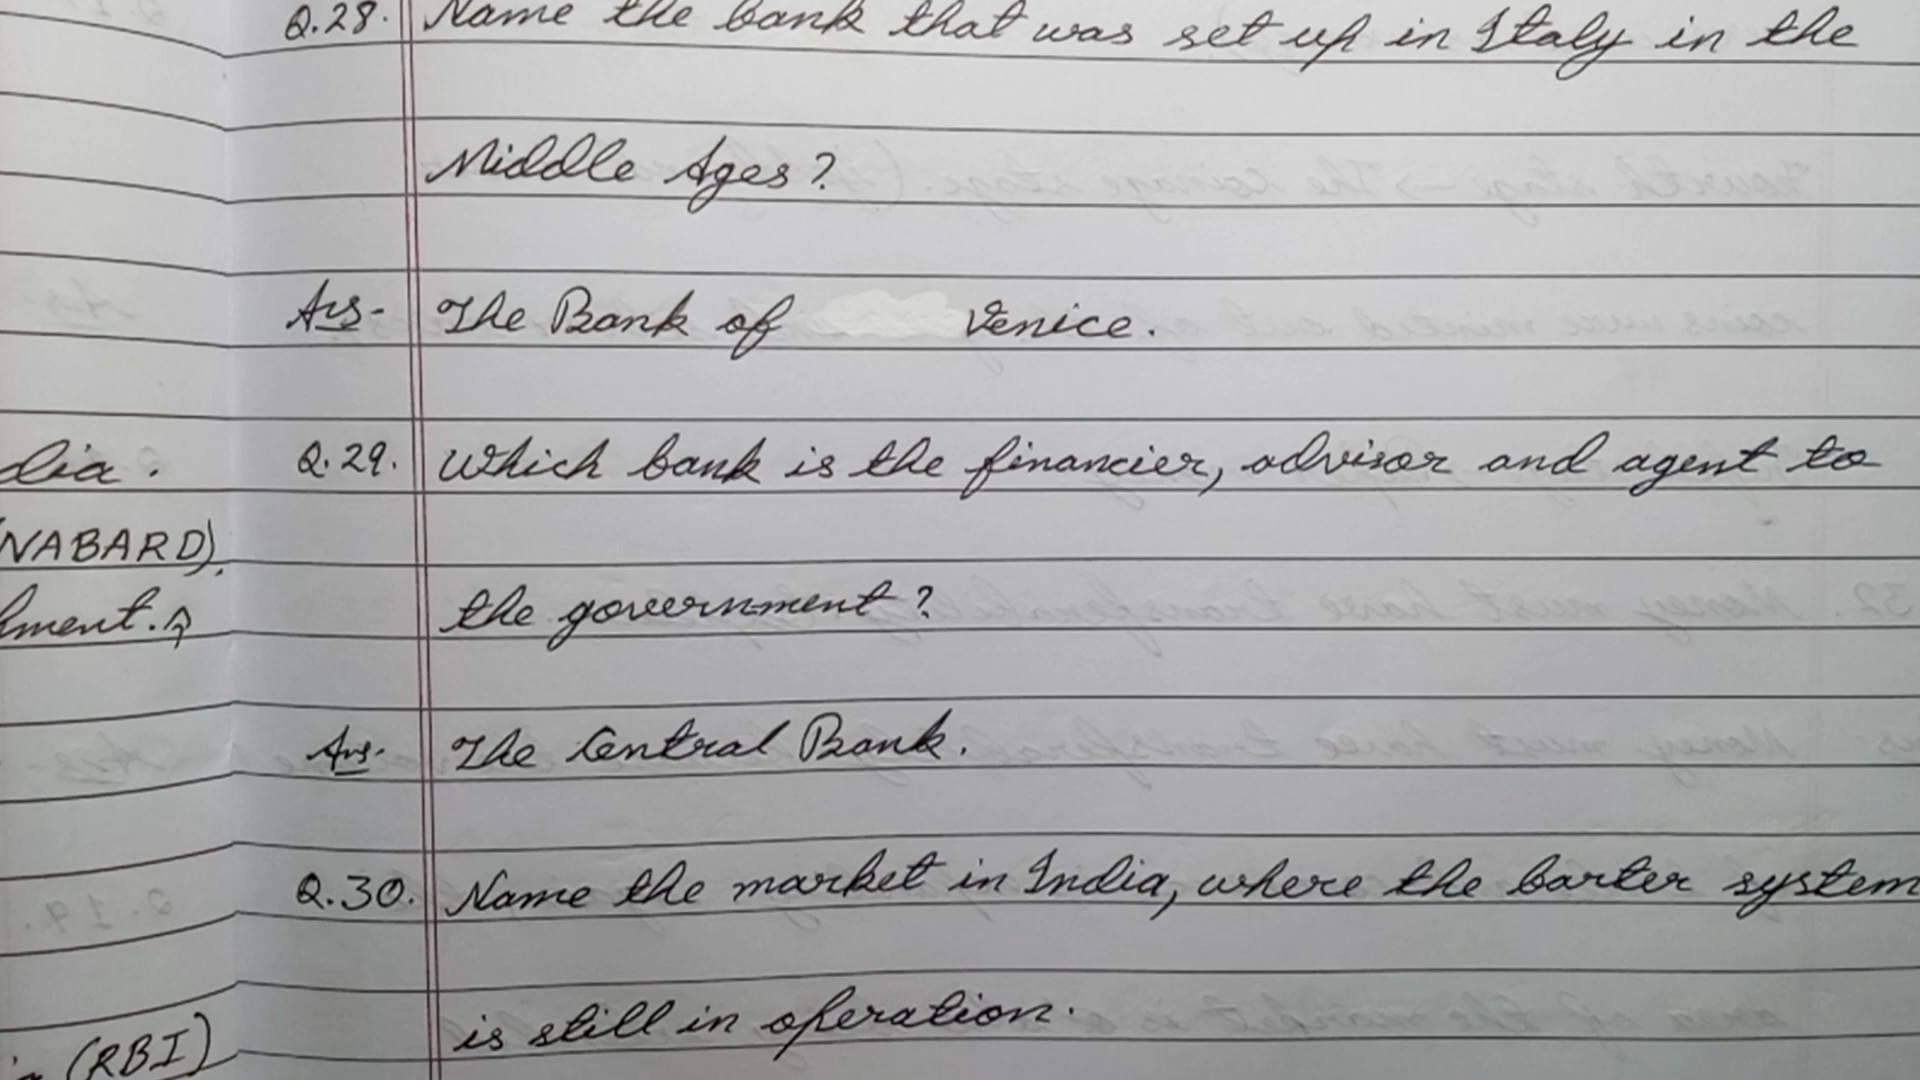 Q.28. Name the bank that was set up in Italy in the
Middle Ages?
Ans- The Bank of Venice.
dia.
Q.29. Which bank is the financier, advisor and agent to
(NABARD).
the government?
Ans- The Central Bank.
Q.30. Name the market in India, where the barter system
is still in operation.
(RBI)